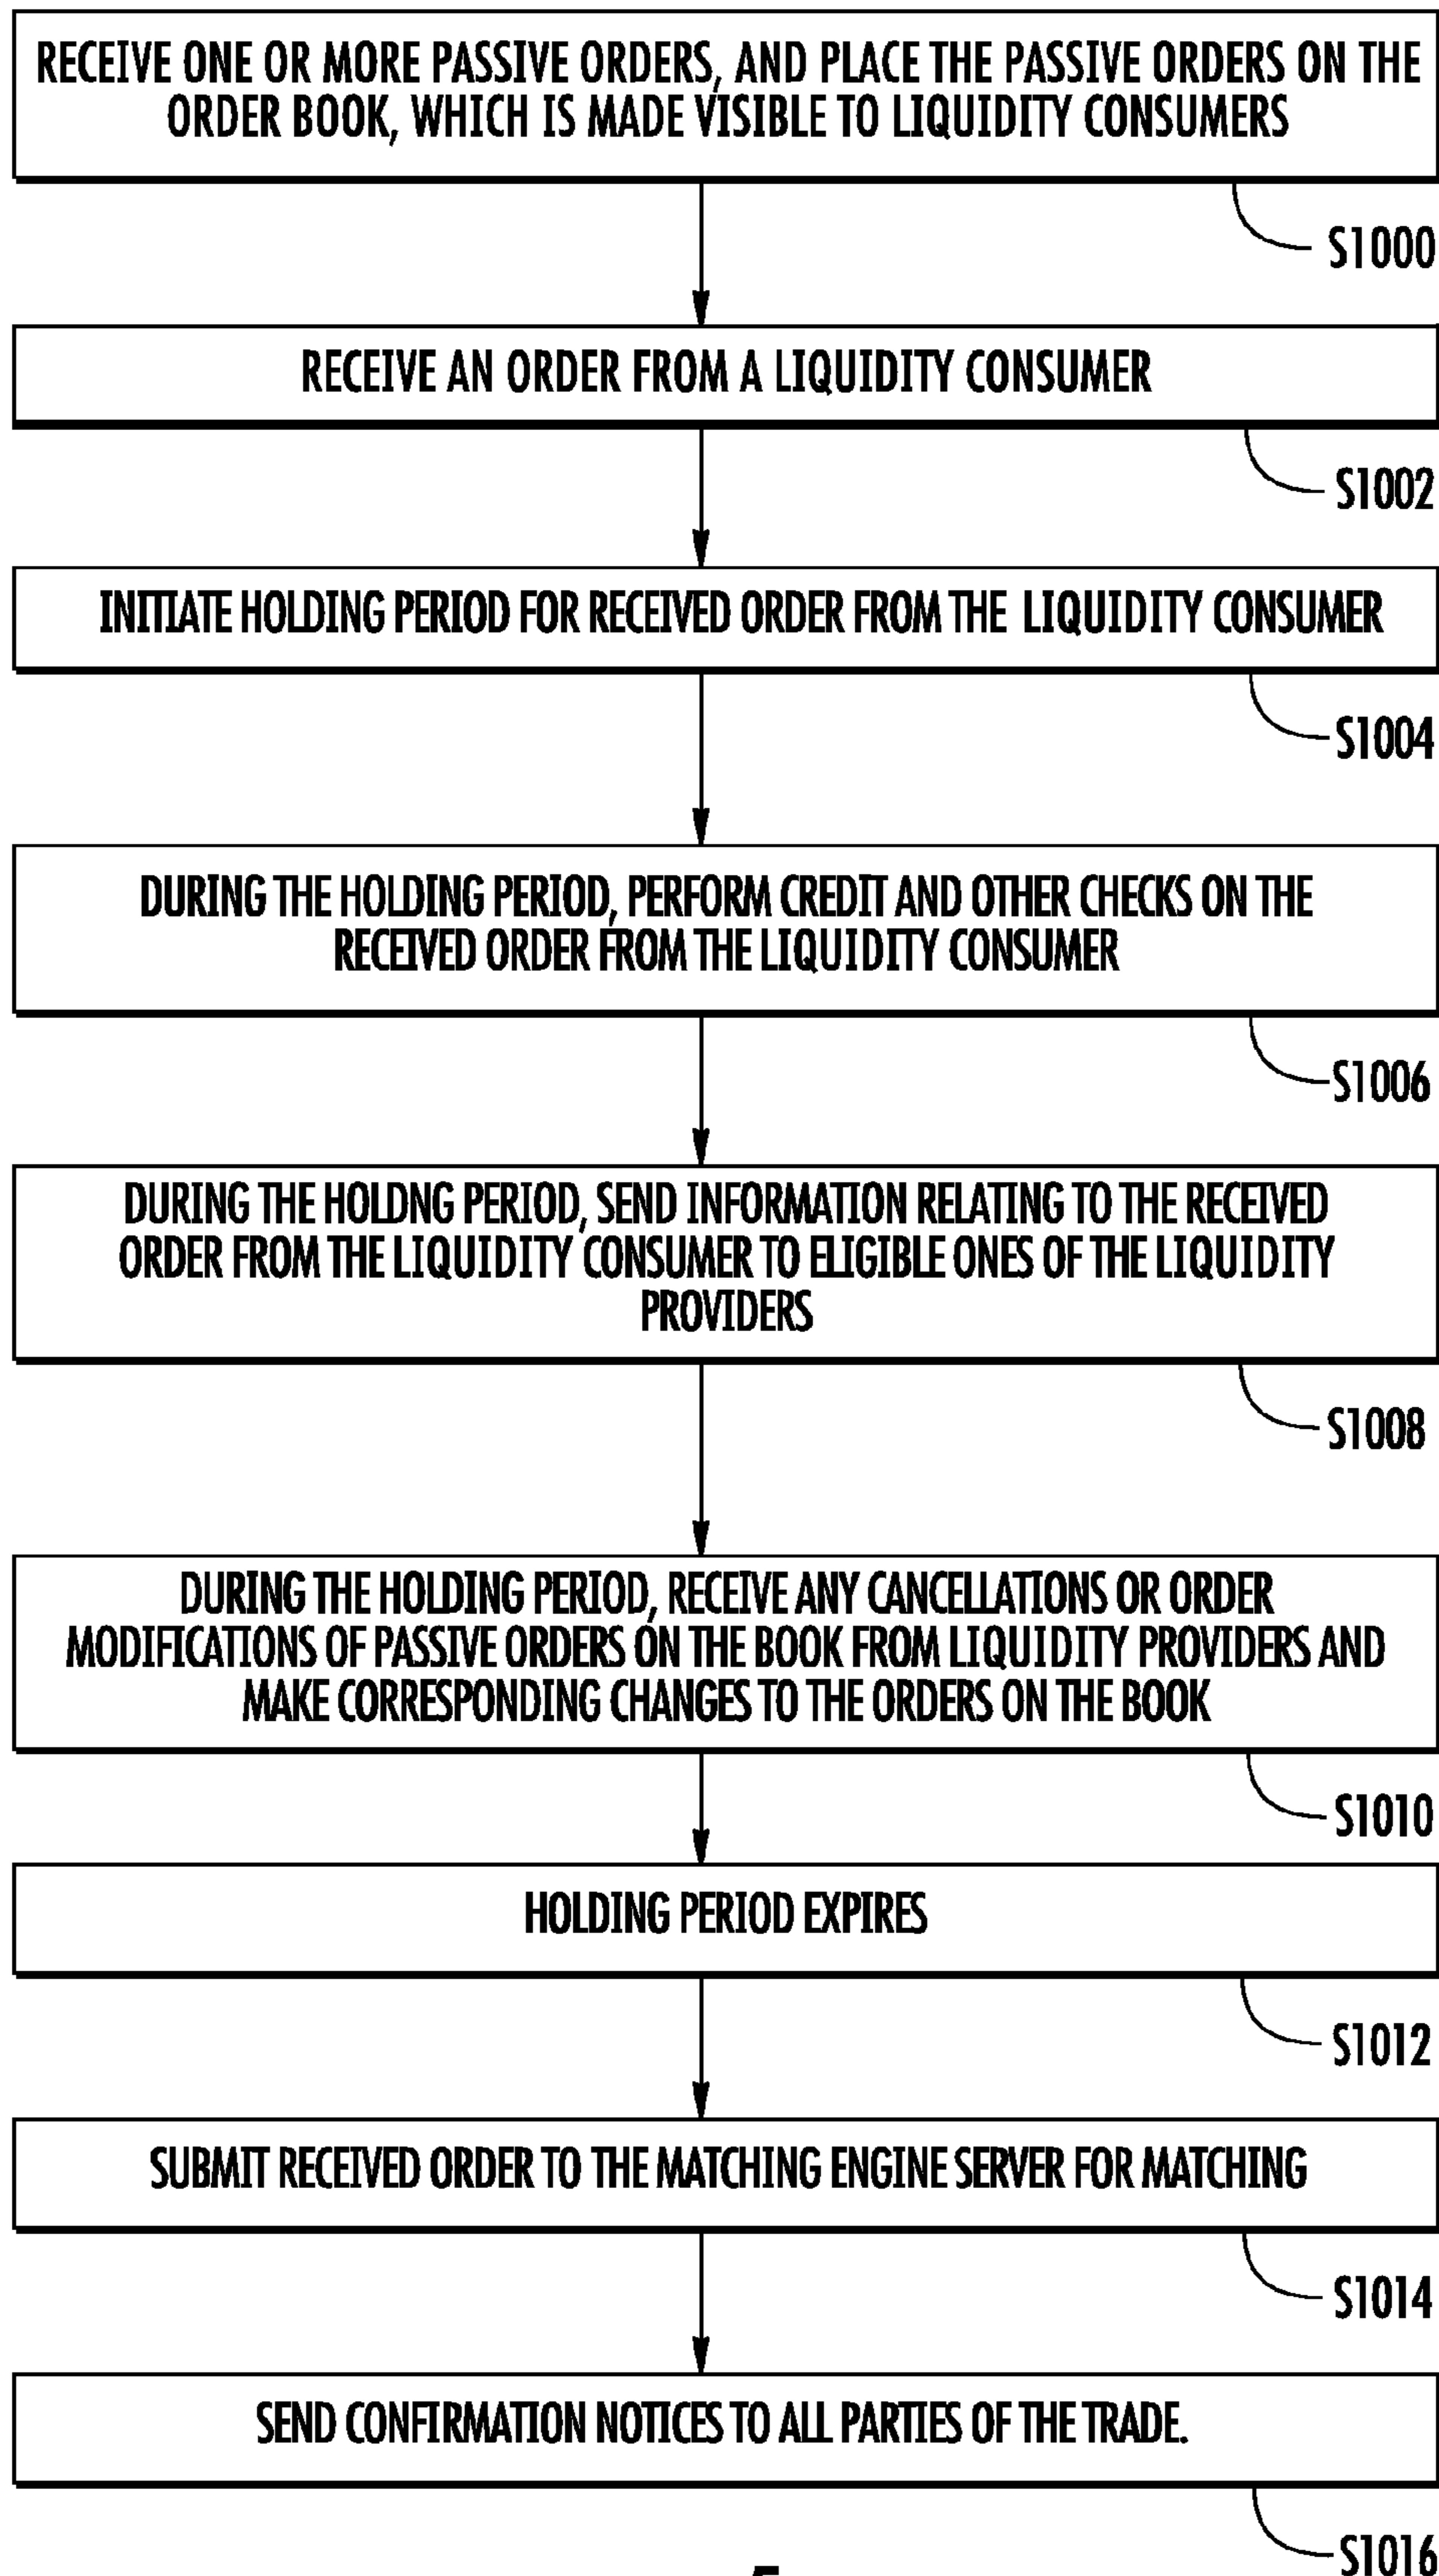 RECEIVE ONE OR MORE PASSIVE ORDERS, AND PLACE THE PASSIVE ORDERS ON THE
ORDER BOOK, WHICH IS MADE VISIBLE TO LIQUIDITY CONSUMERS
S1000
RECEIVE AN ORDER FROM A LIQUIDITY CONSUMER
S1002
INITIATE HOLDING PERIOD FOR RECEIVED ORDER FROM THE LIQUIDITY CONSUMER
S1004
DURING THE HOLDING PERIOD, PERFORM CREDIT AND OTHER CHECKS ON THE
RECEIVED ORDER FROM THE LIQUIDITY CONSUMER
S1006
DURING THE HOLDNG PERIOD, SEND INFORMATION RELATING TO THE RECEIVED
ORDER FROM THE LIQUIDITY CONSUMER TO ELIGIBLE ONES OF THE LIQUIDITY
PROVIDERS
S1008
DURING THE HOLDING PERIOD, RECEIVE ANY CANCELLATIONS OR ORDER
MODIFICATIONS OF PASSIVE ORDERS ON THE BOOK FROM LIQUIDITY PROVIDERS AND
MAKE CORRESPONDING CHANGES TO THE ORDERS ON THE BOOK
S1010
HOLDING PERIOD EXPIRES
S1012
SUBMIT RECEIVED ORDER TO THE MATCHING ENGINE SERVER FOR MATCHING
S1014
SEND CONFIRMATION NOTICES TO ALL PARTIES OF THE TRADE.
S1016